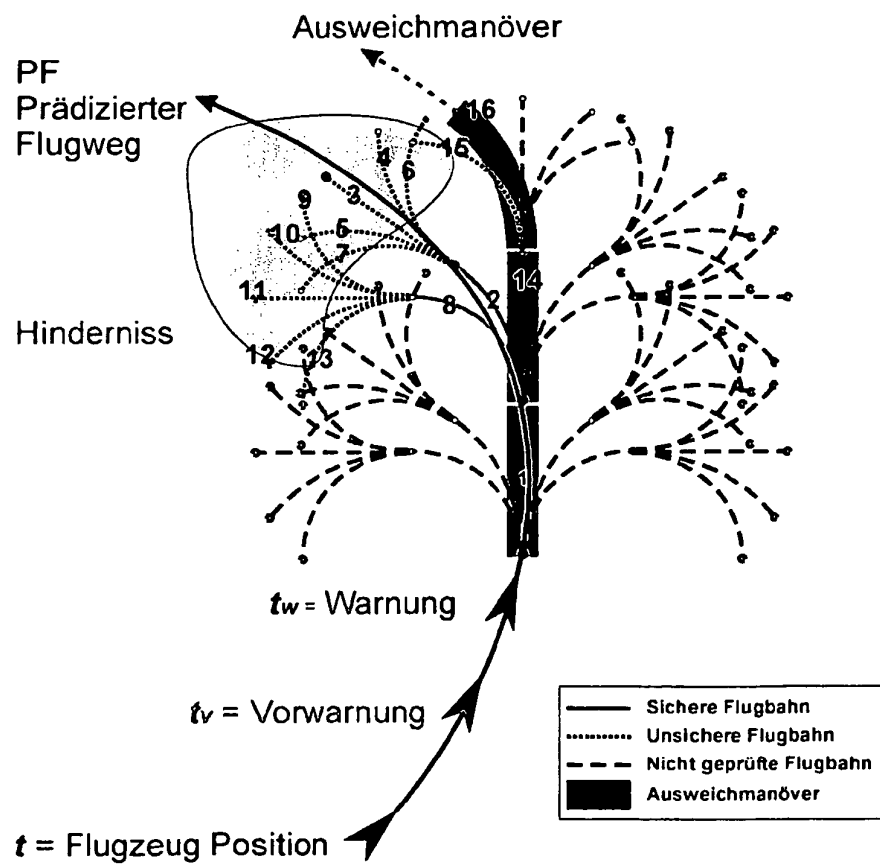 Ausweichmanöver
PF
Prädizierter
Flugweg
16
4
6
15
3
9
5
10
7
14
11
8
2
Hinderniss
12
13
1
tw = Warnung
tv = Vorwarnung
Sichere Flugbahn
Unsichere Flugbahn
Nicht geprüfte Flugbahn
Ausweichmanöver
t = Flugzeug Position